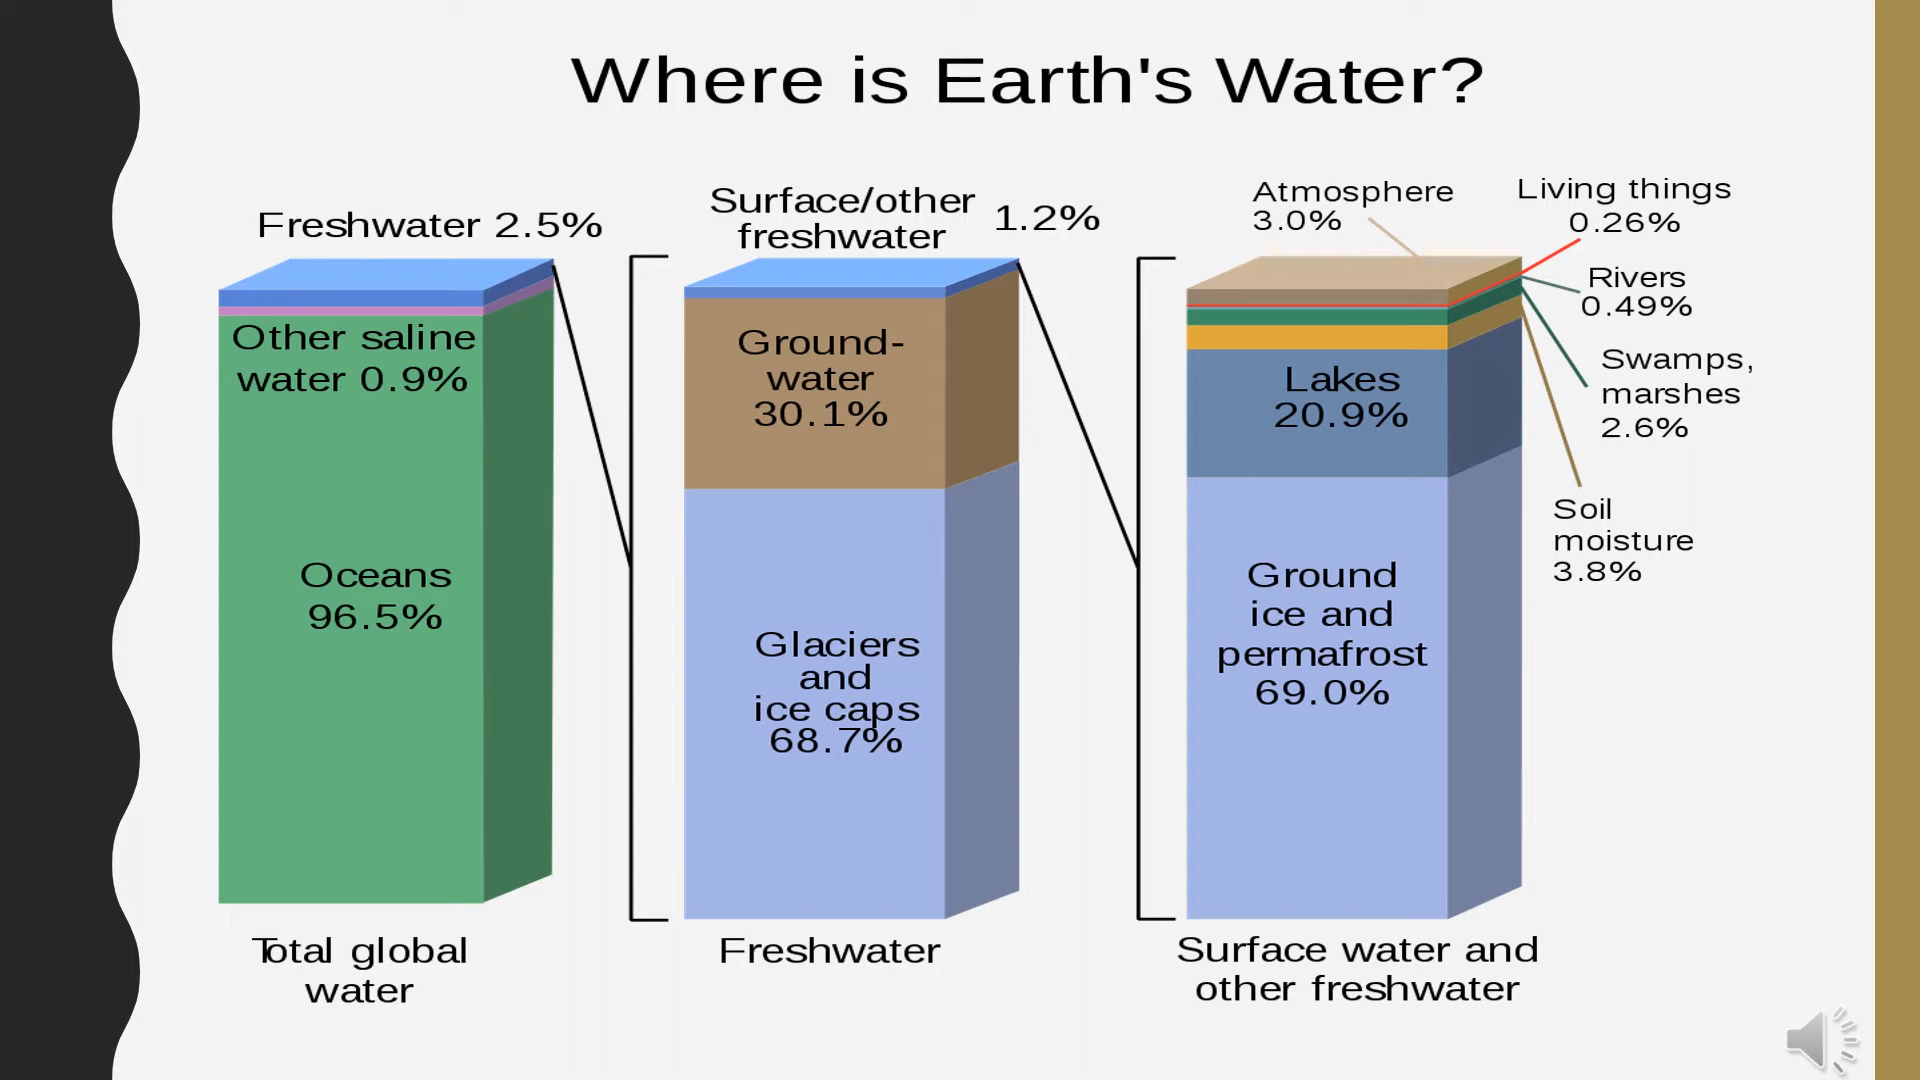 Where is Earth's Water?
Freshwater 2.5%
Other saline
water 0.9%
Oceans
96.5%
Total global
water
Surface/other
freshwater
1.2%
Ground-
water
30.1%
Glaciers
and
ice caps
68.7%
Freshwater
Atmosphere
3.0%
Living things
0.26%
Rivers
0.49%
Swamps,
marshes
2.6%
Soil
moisture
3.8%
Lakes
20.9%
Ground
ice and
permafrost
69.0%
Surface water and
other freshwater